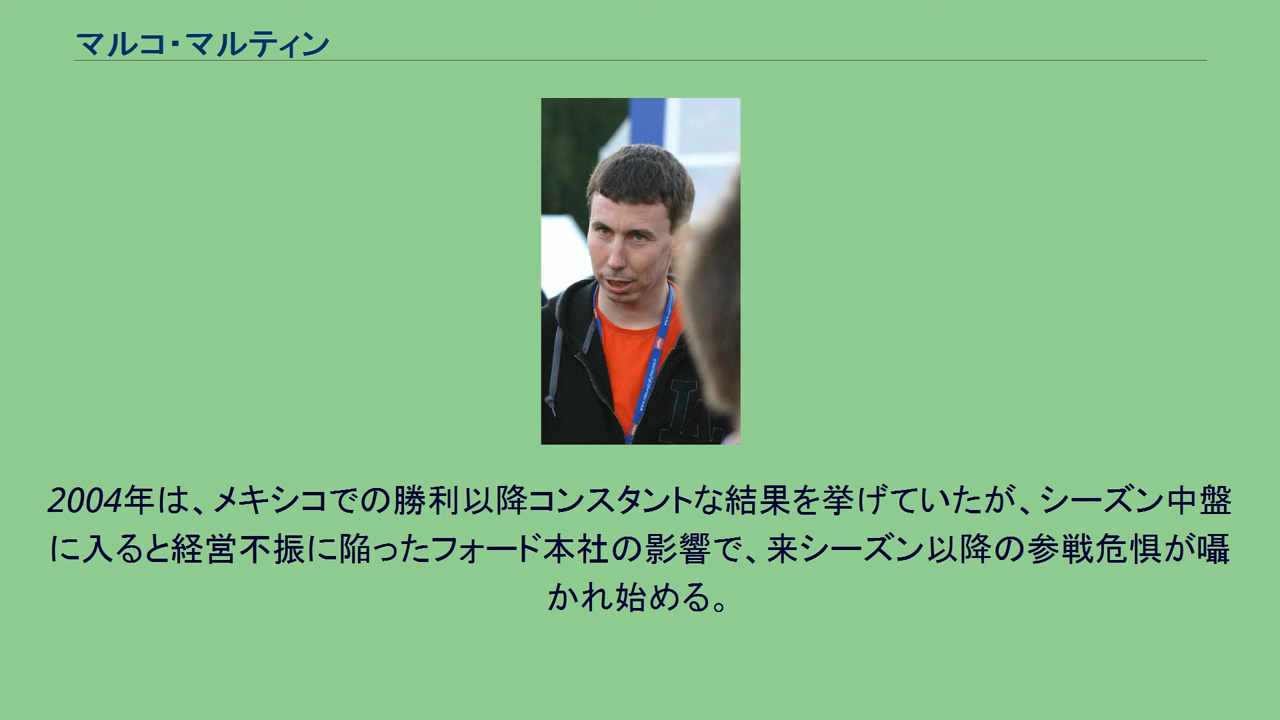 マルコ・マルティン
2004年は、メキシコでの勝利以降コンスタントな結果を挙げていたが、シーズン中盤
に入ると経営不振に陥ったフォード本社の影響で、来シーズン以降の参戦危惧が囁
かれ始める。
LA